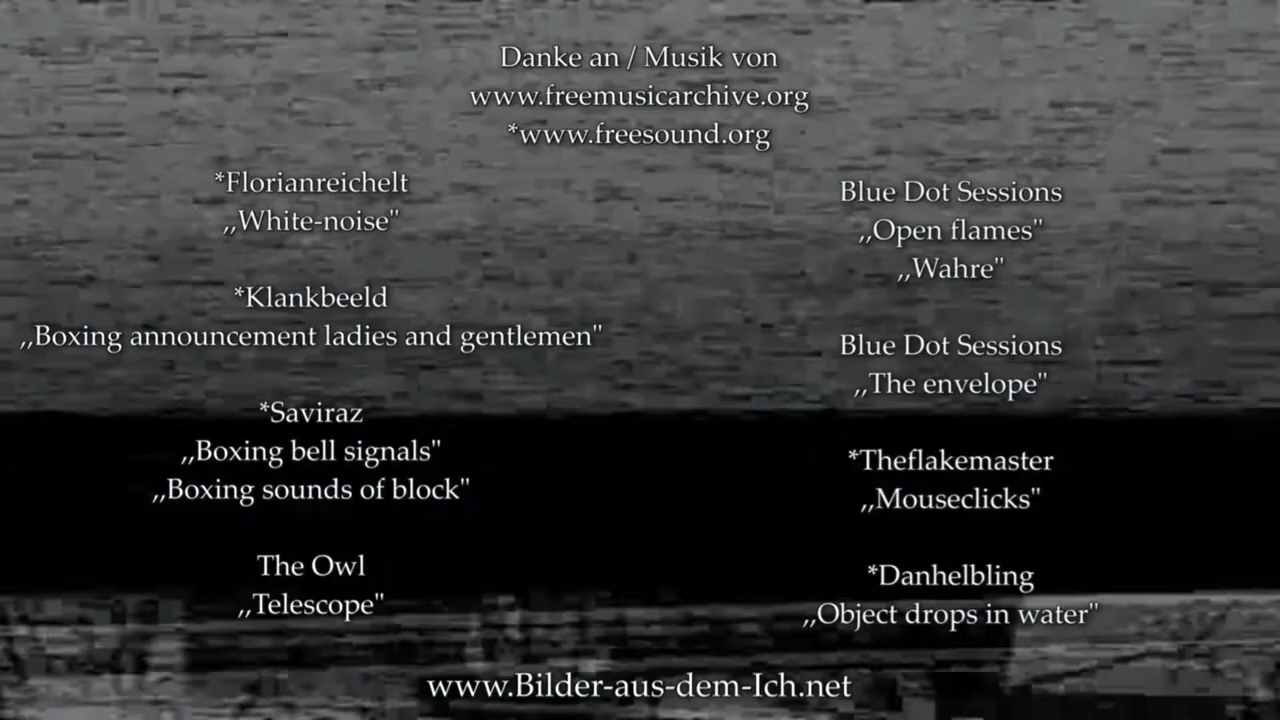 Danke an / Musik von
www.freemusicarchive.org
*www.freesound.org
*Florianreichelt
,,White-noise"
*Klankbeeld
,,Boxing announcement ladies and gentlemen"
*Saviraz
,,Boxing bell signals"
,,Boxing sounds of block"
The Owl
,,Telescope"
Blue Dot Sessions
,,Open flames"
,,Wahre"
Blue Dot Sessions
,,The envelope"
*Theflakemaster
,,Mouseclicks"
*Danhelbling
,,Object drops in water"
www.Bilder-aus-dem-Ich.net